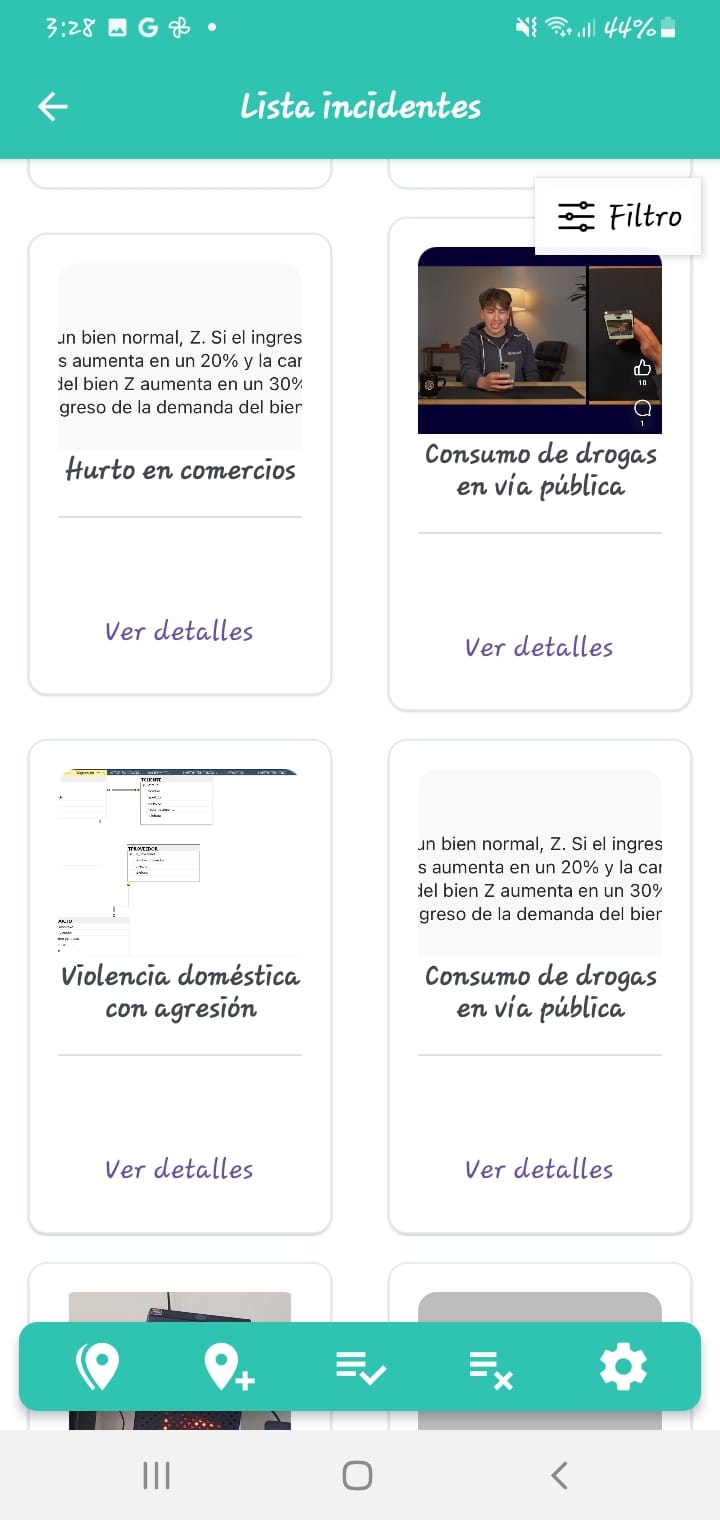 3:28
G
44%
Lista incidentes
Filtro
un bien normal, Z. Si el ingres
s aumenta en un 20% y la car
del bien Z aumenta en un 30%
greso de la demanda del bien
Hurto en comercios
Ver detalles
10
1
Consumo de drogas
en vía pública
Ver detalles
TCLIENTE
TPROVEEDOR
Violencia doméstica
con agresión
Ver detalles
un bien normal, Z. Si el ingres
s aumenta en un 20% y la car
del bien Z aumenta en un 30%
greso de la demanda del bien
Consumo de drogas
en vía pública
Ver detalles